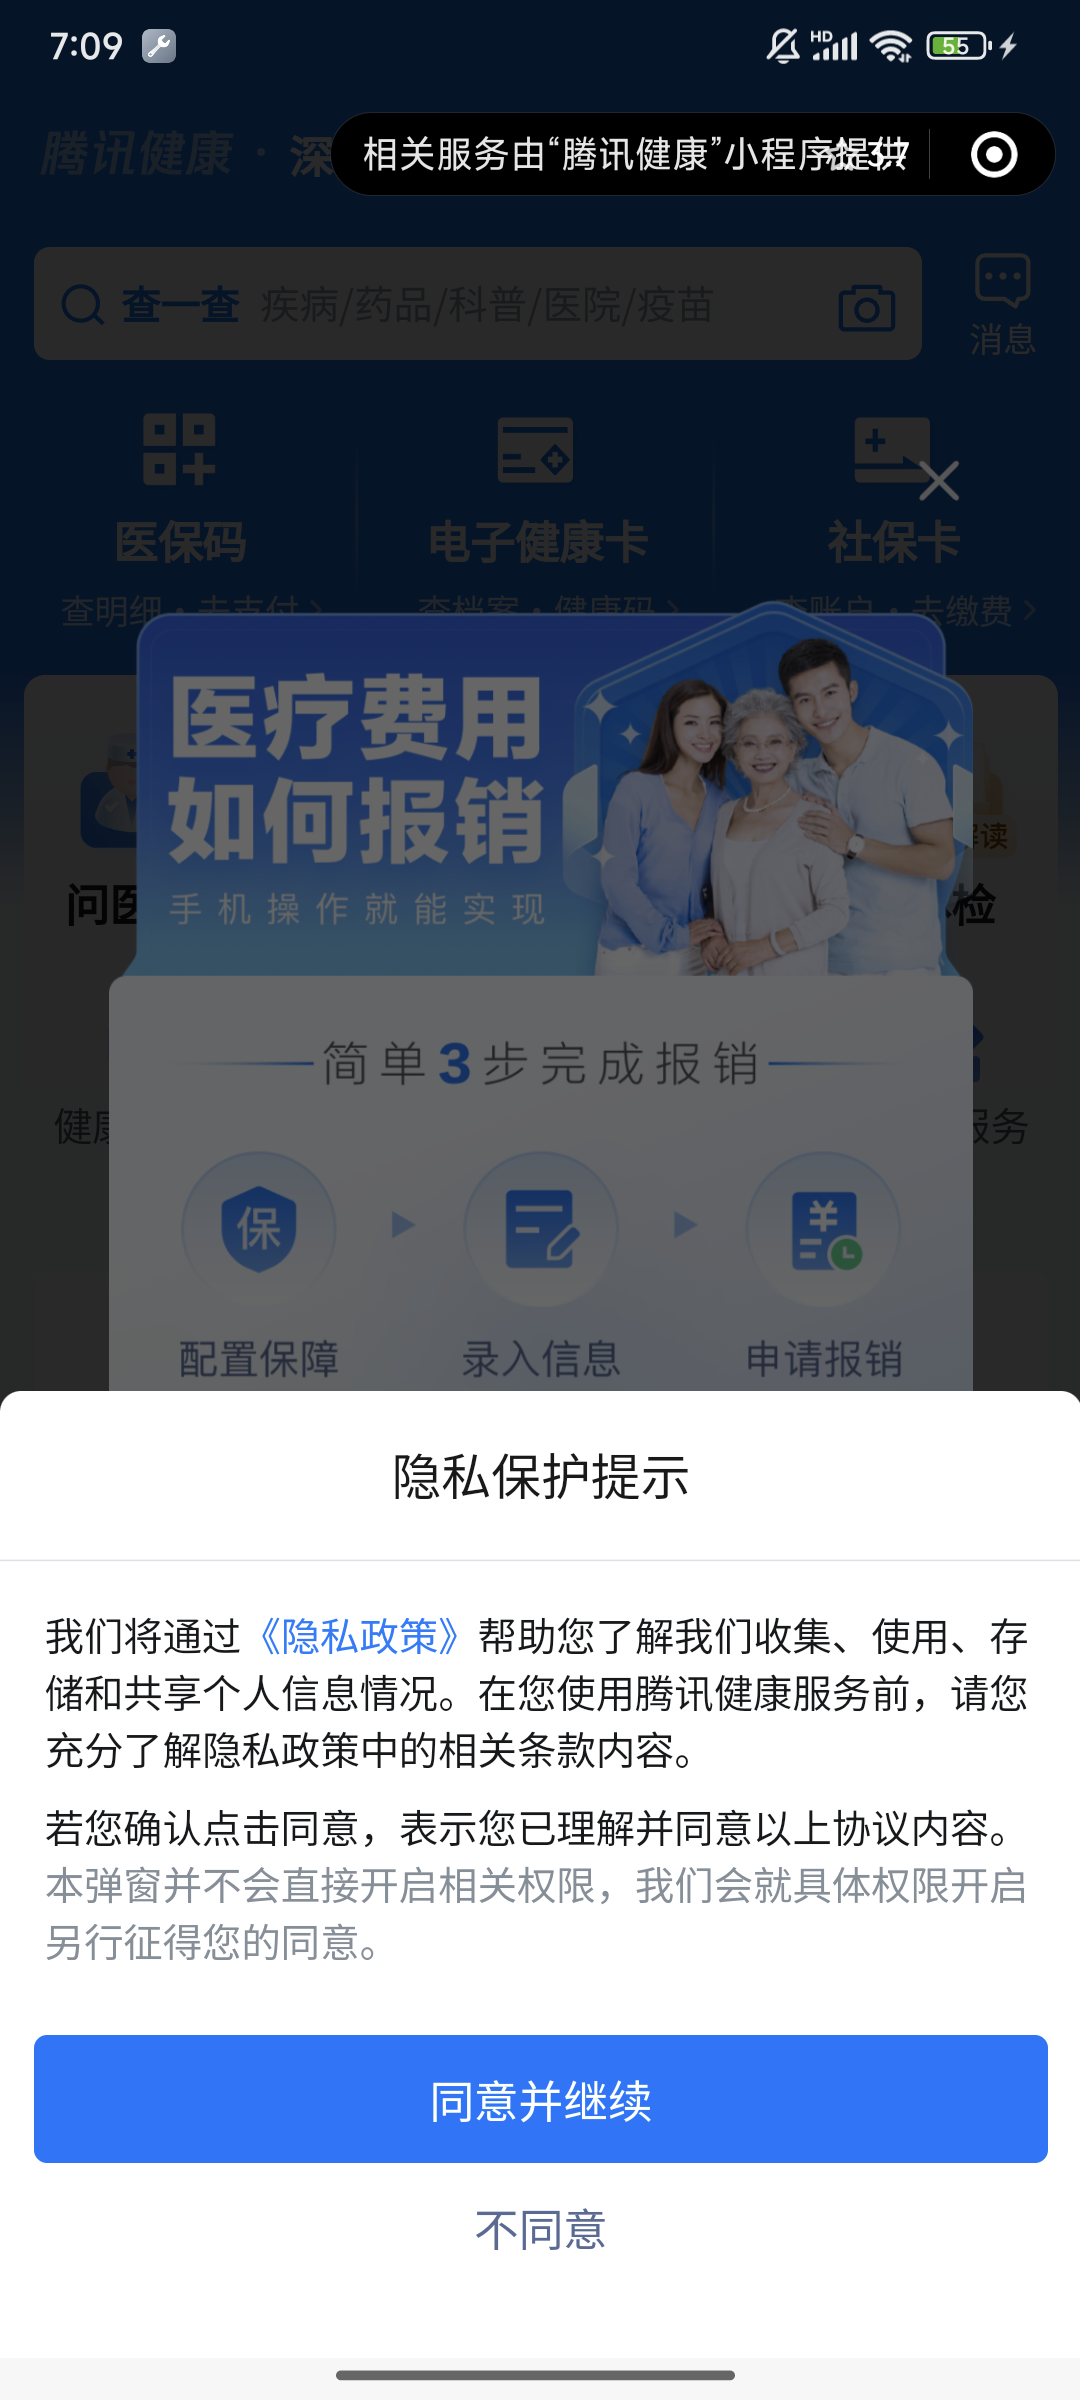 7:09
HD
55
腾讯健康 · 深
相关服务由“腾讯健康”小程序提供
3.7
查一查 疾病/药品/科普/医院/疫苗
消息
医保码
电子健康卡
社保卡
查明细·去支付
查档案·健康码
查账户·去缴费
医疗费用
如何报销
手机操作就能实现
解读
问医
检
简单3步完成报销
健康
服务
保
配置保障
录入信息
申请报销
隐私保护提示
我们将通过《隐私政策》帮助您了解我们收集、使用、存
储和共享个人信息情况。在您使用腾讯健康服务前，请您
充分了解隐私政策中的相关条款内容。
若您确认点击同意，表示您已理解并同意以上协议内容。
本弹窗并不会直接开启相关权限，我们会就具体权限开启
另行征得您的同意。
同意并继续
不同意